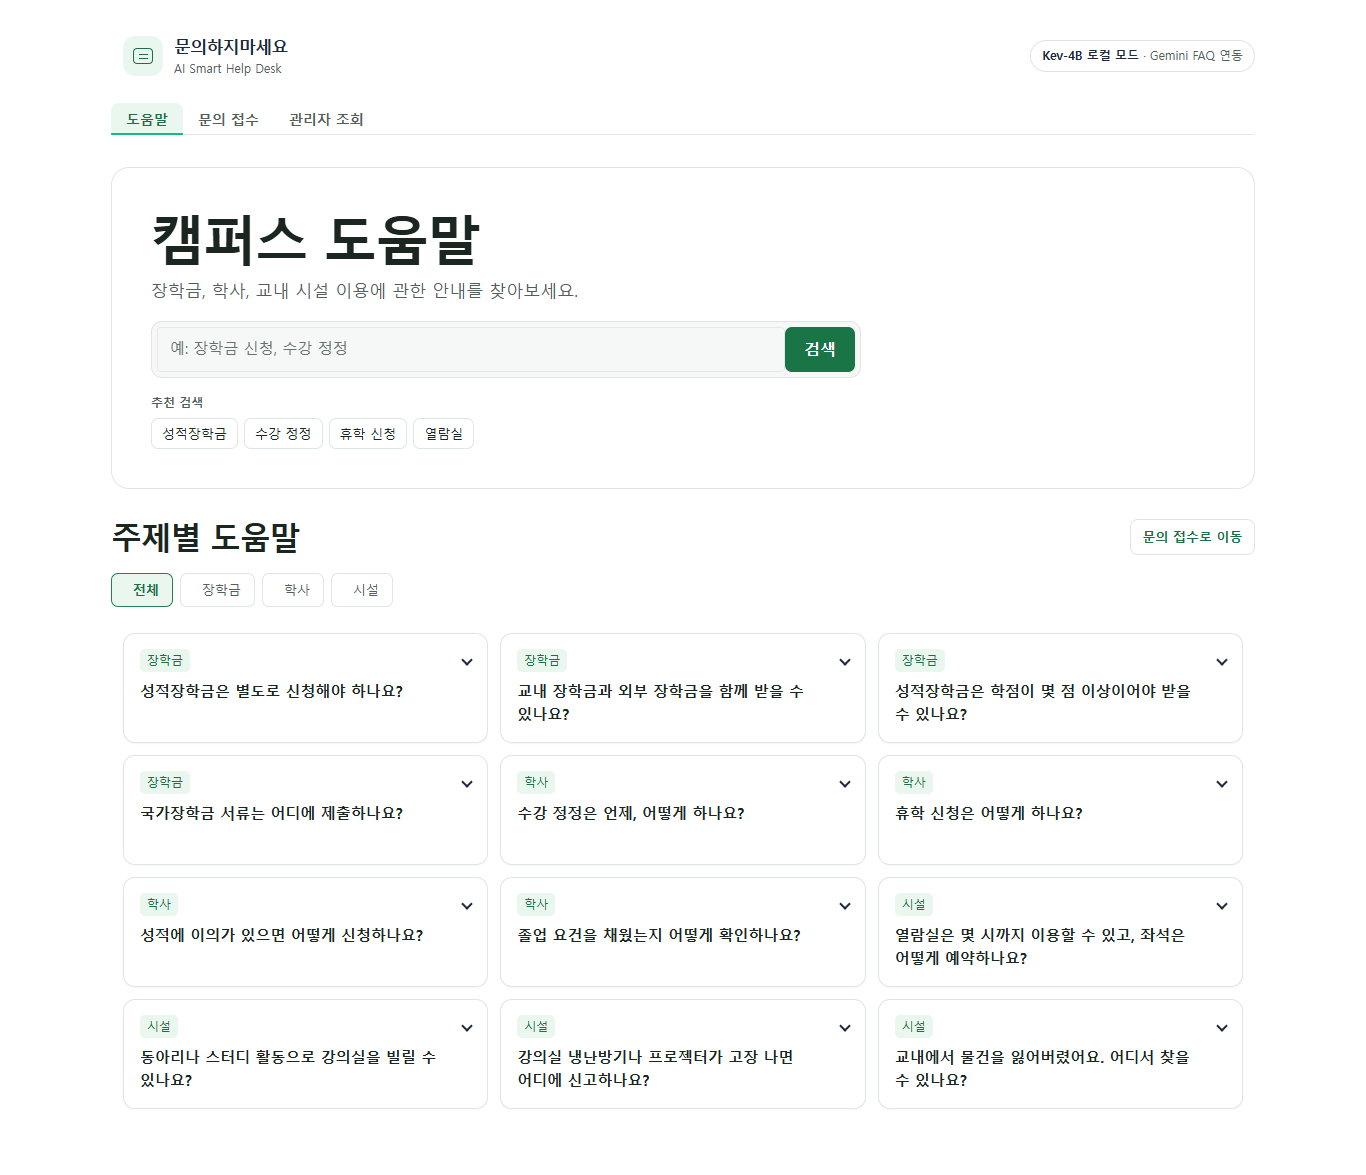 문의하지마세요
AI Smart Help Desk
Kev-4B 로컬 모드 · Gemini FAQ 연동
도움말
문의 접수
관리자 조회
캠퍼스 도움말
장학금, 학사, 교내 시설 이용에 관한 안내를 찾아보세요.
예: 장학금 신청, 수강 정정
검색
추천 검색
성적장학금
수강 정정
휴학 신청
열람실
주제별 도움말
문의 접수로 이동
전체
장학금
학사
시설
장학금
성적장학금은 별도로 신청해야 하나요?
장학금
교내 장학금과 외부 장학금을 함께 받을 수
있나요?
장학금
성적장학금은 학점이 몇 점 이상이어야 받을
수 있나요?
장학금
국가장학금 서류는 어디에 제출하나요?
학사
수강 정정은 언제, 어떻게 하나요?
학사
휴학 신청은 어떻게 하나요?
학사
성적에 이의가 있으면 어떻게 신청하나요?
학사
졸업 요건을 채웠는지 어떻게 확인하나요?
시설
열람실은 몇 시까지 이용할 수 있고, 좌석은
어떻게 예약하나요?
시설
동아리나 스터디 활동으로 강의실을 빌릴 수
있나요?
시설
강의실 냉난방기나 프로젝터가 고장 나면
어디에 신고하나요?
시설
교내에서 물건을 잃어버렸어요. 어디서 찾을
수 있나요?